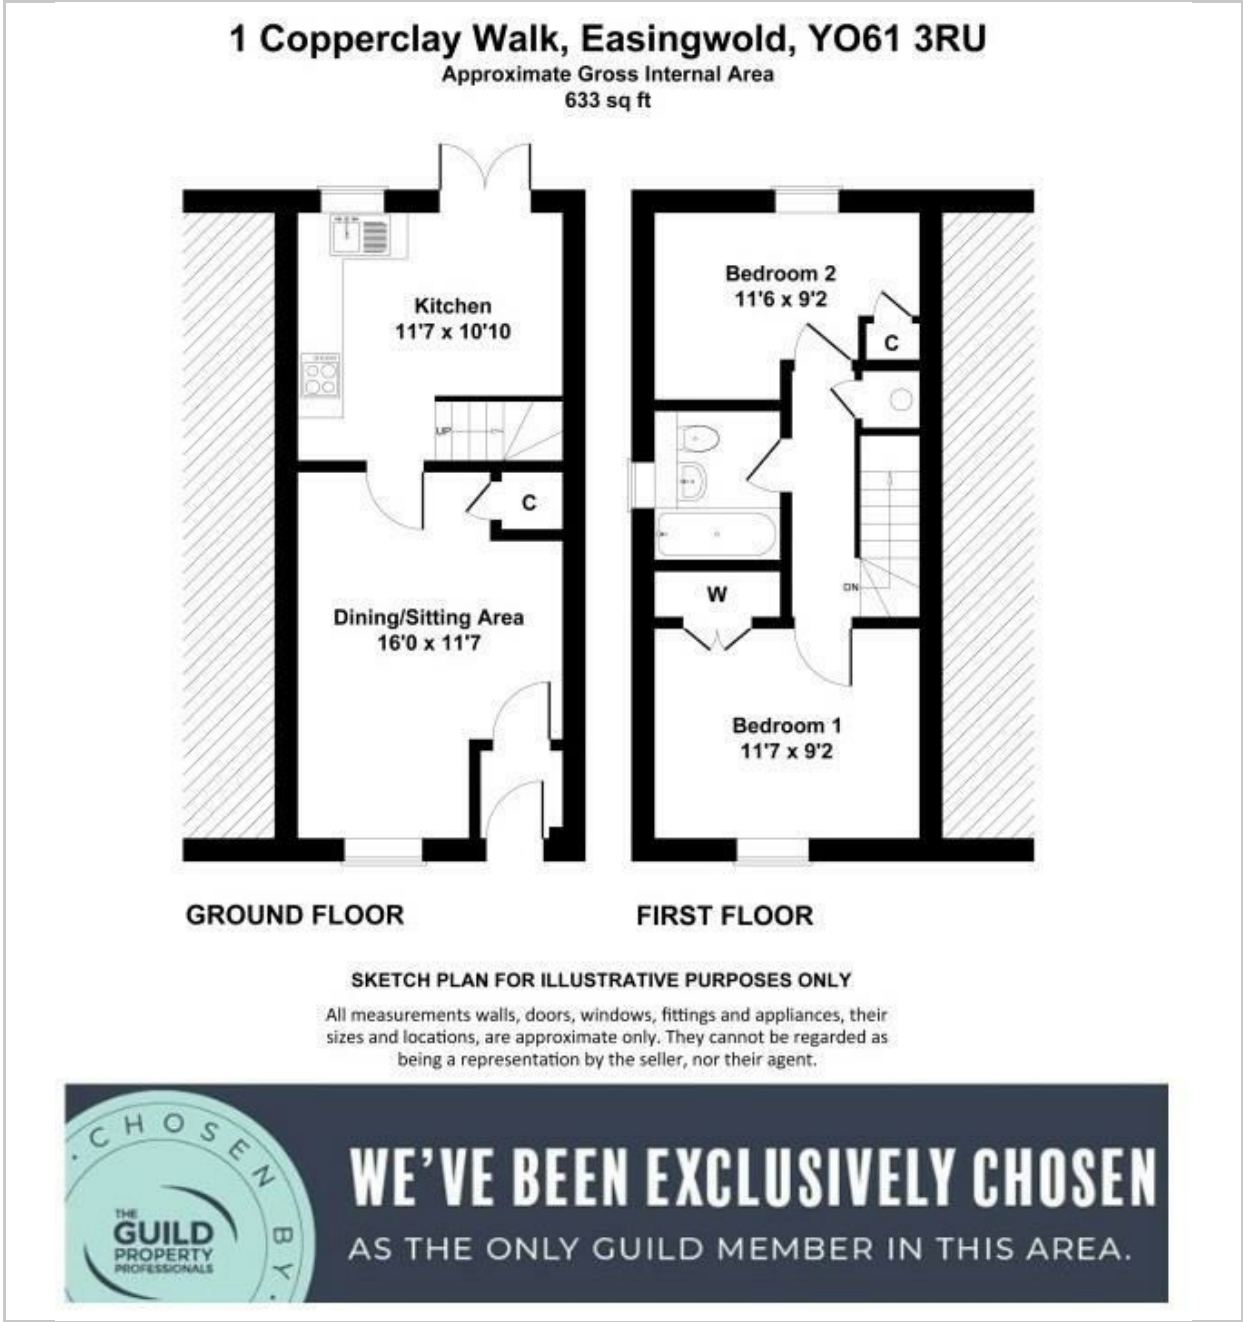 1 Copperclay Walk, Easingwold, YO61 3RU
Approximate Gross Internal Area
633 sq ft
Kitchen
11'7 x 10'10
UP
C
Dining/Sitting Area
16'0 x 11'7
Bedroom 2
11'6 x 9'2
C
W
DN
Bedroom 1
11'7 x 9'2
GROUND FLOOR
FIRST FLOOR
SKETCH PLAN FOR ILLUSTRATIVE PURPOSES ONLY
All measurements walls, doors, windows, fittings and appliances, their
sizes and locations, are approximate only. They cannot be regarded as
being a representation by the seller, nor their agent.
· CHOSEN BY ·
THE
GUILD
PROPERTY
PROFESSIONALS
WE'VE BEEN EXCLUSIVELY CHOSEN
AS THE ONLY GUILD MEMBER IN THIS AREA.